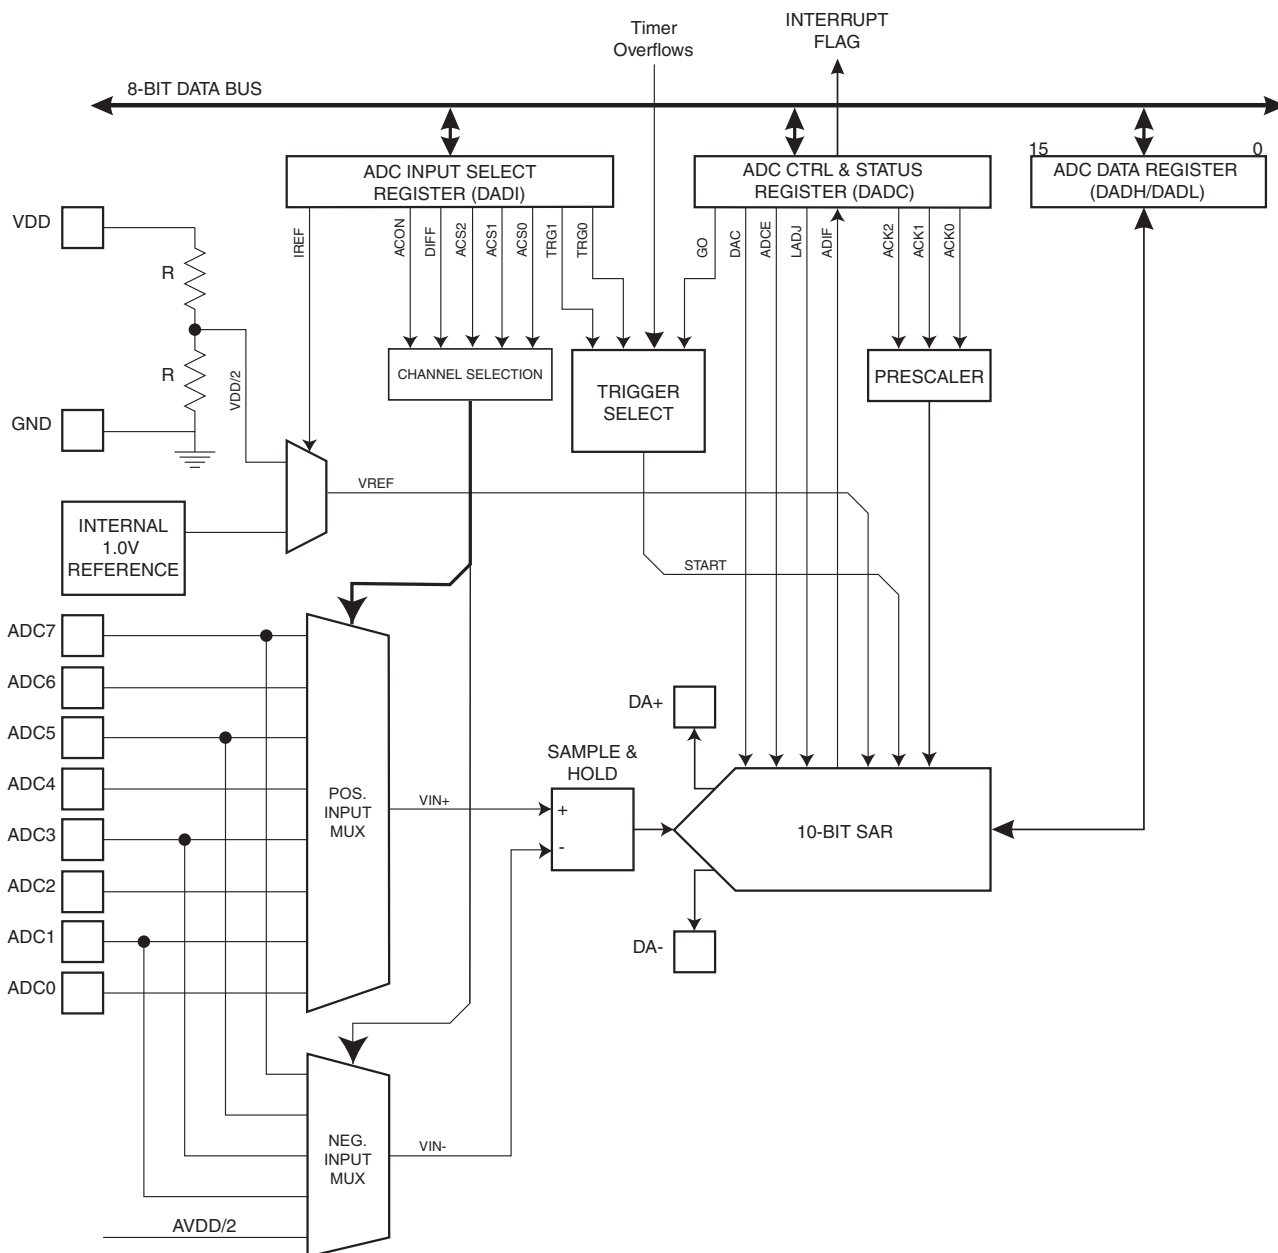 Timer
Overflows
INTERRUPT
FLAG
8-BIT DATA BUS
ADC INPUT SELECT
REGISTER (DADI)
ADC CTRL & STATUS
REGISTER (DADC)
15
0
ADC DATA REGISTER
(DADH/DADL)
VDD
R
R
GND
VDD/2
IREF
ACON
DIFF
ACS2
ACS1
ACS0
TRG1
TRG0
GO
DAC
ADCE
LADJ
ADIF
ACK2
ACK1
ACK0
CHANNEL SELECTION
TRIGGER
SELECT
PRESCALER
INTERNAL
1.0V
REFERENCE
VREF
START
ADC7
ADC6
ADC5
ADC4
ADC3
ADC2
ADC1
ADC0
POS.
INPUT
MUX
VIN+
SAMPLE &
HOLD
+
-
DA+
10-BIT SAR
DA-
NEG.
INPUT
MUX
VIN-
AVDD/2